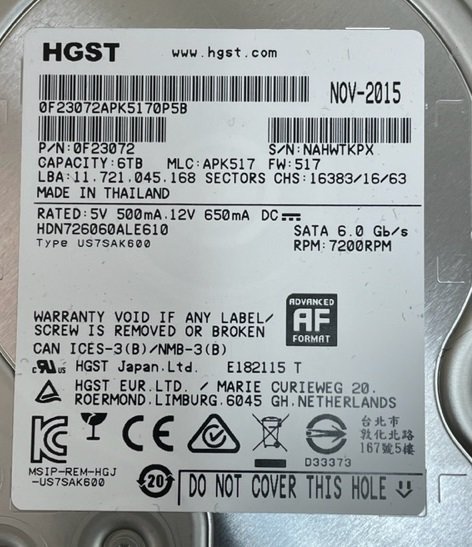 HGST www.hgst.com
0F23072APK5170P5B
NOV-2015
P/N:0F23072 S/N:NAHWTKPX
CAPACITY:6TB MLC:APK517 FW:517
LBA:11.721.045.168 SECTORS CHS:16383/16/63
MADE IN THAILAND
RATED:5V 500mA.12V 650mA DC
HDN726060ALE610 SATA 6.0 Gb/s
Type US7SAK600 RPM:7200RPM
ADVANCED
AF
FORMAT
WARRANTY VOID IF ANY LABEL/
SCREW IS REMOVED OR BROKEN
CAN ICES-3(B)/NMB-3(B)
c RU us HGST Japan.Ltd. E182115 T
HGST EUR.LTD. / MARIE CURIEWEG 20.
ROERMOND.LIMBURG.6045 GH.NETHERLANDS
台北市
敦化北路
167號5樓
D33373
MSIP-REM-HGJ
-US7SAK600
20
DO NOT COVER THIS HOLE